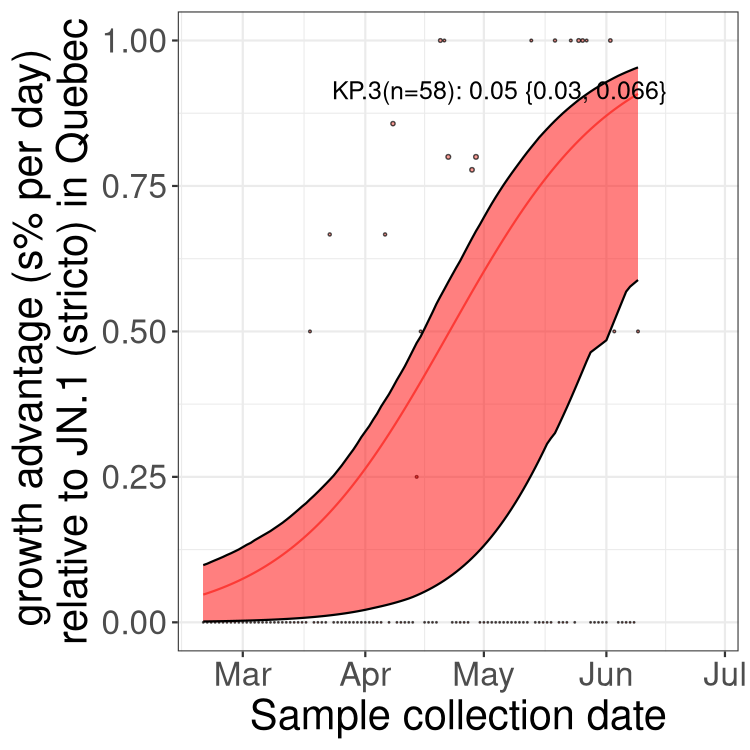 growth advantage (s% per day)
relative to JN.1 (stricto) in Quebec
1.00
0.75
0.50
0.25
0.00
KP.3(n=58): 0.05 {0.03, 0.066}
Mar Apr May Jun Jul
Sample collection date